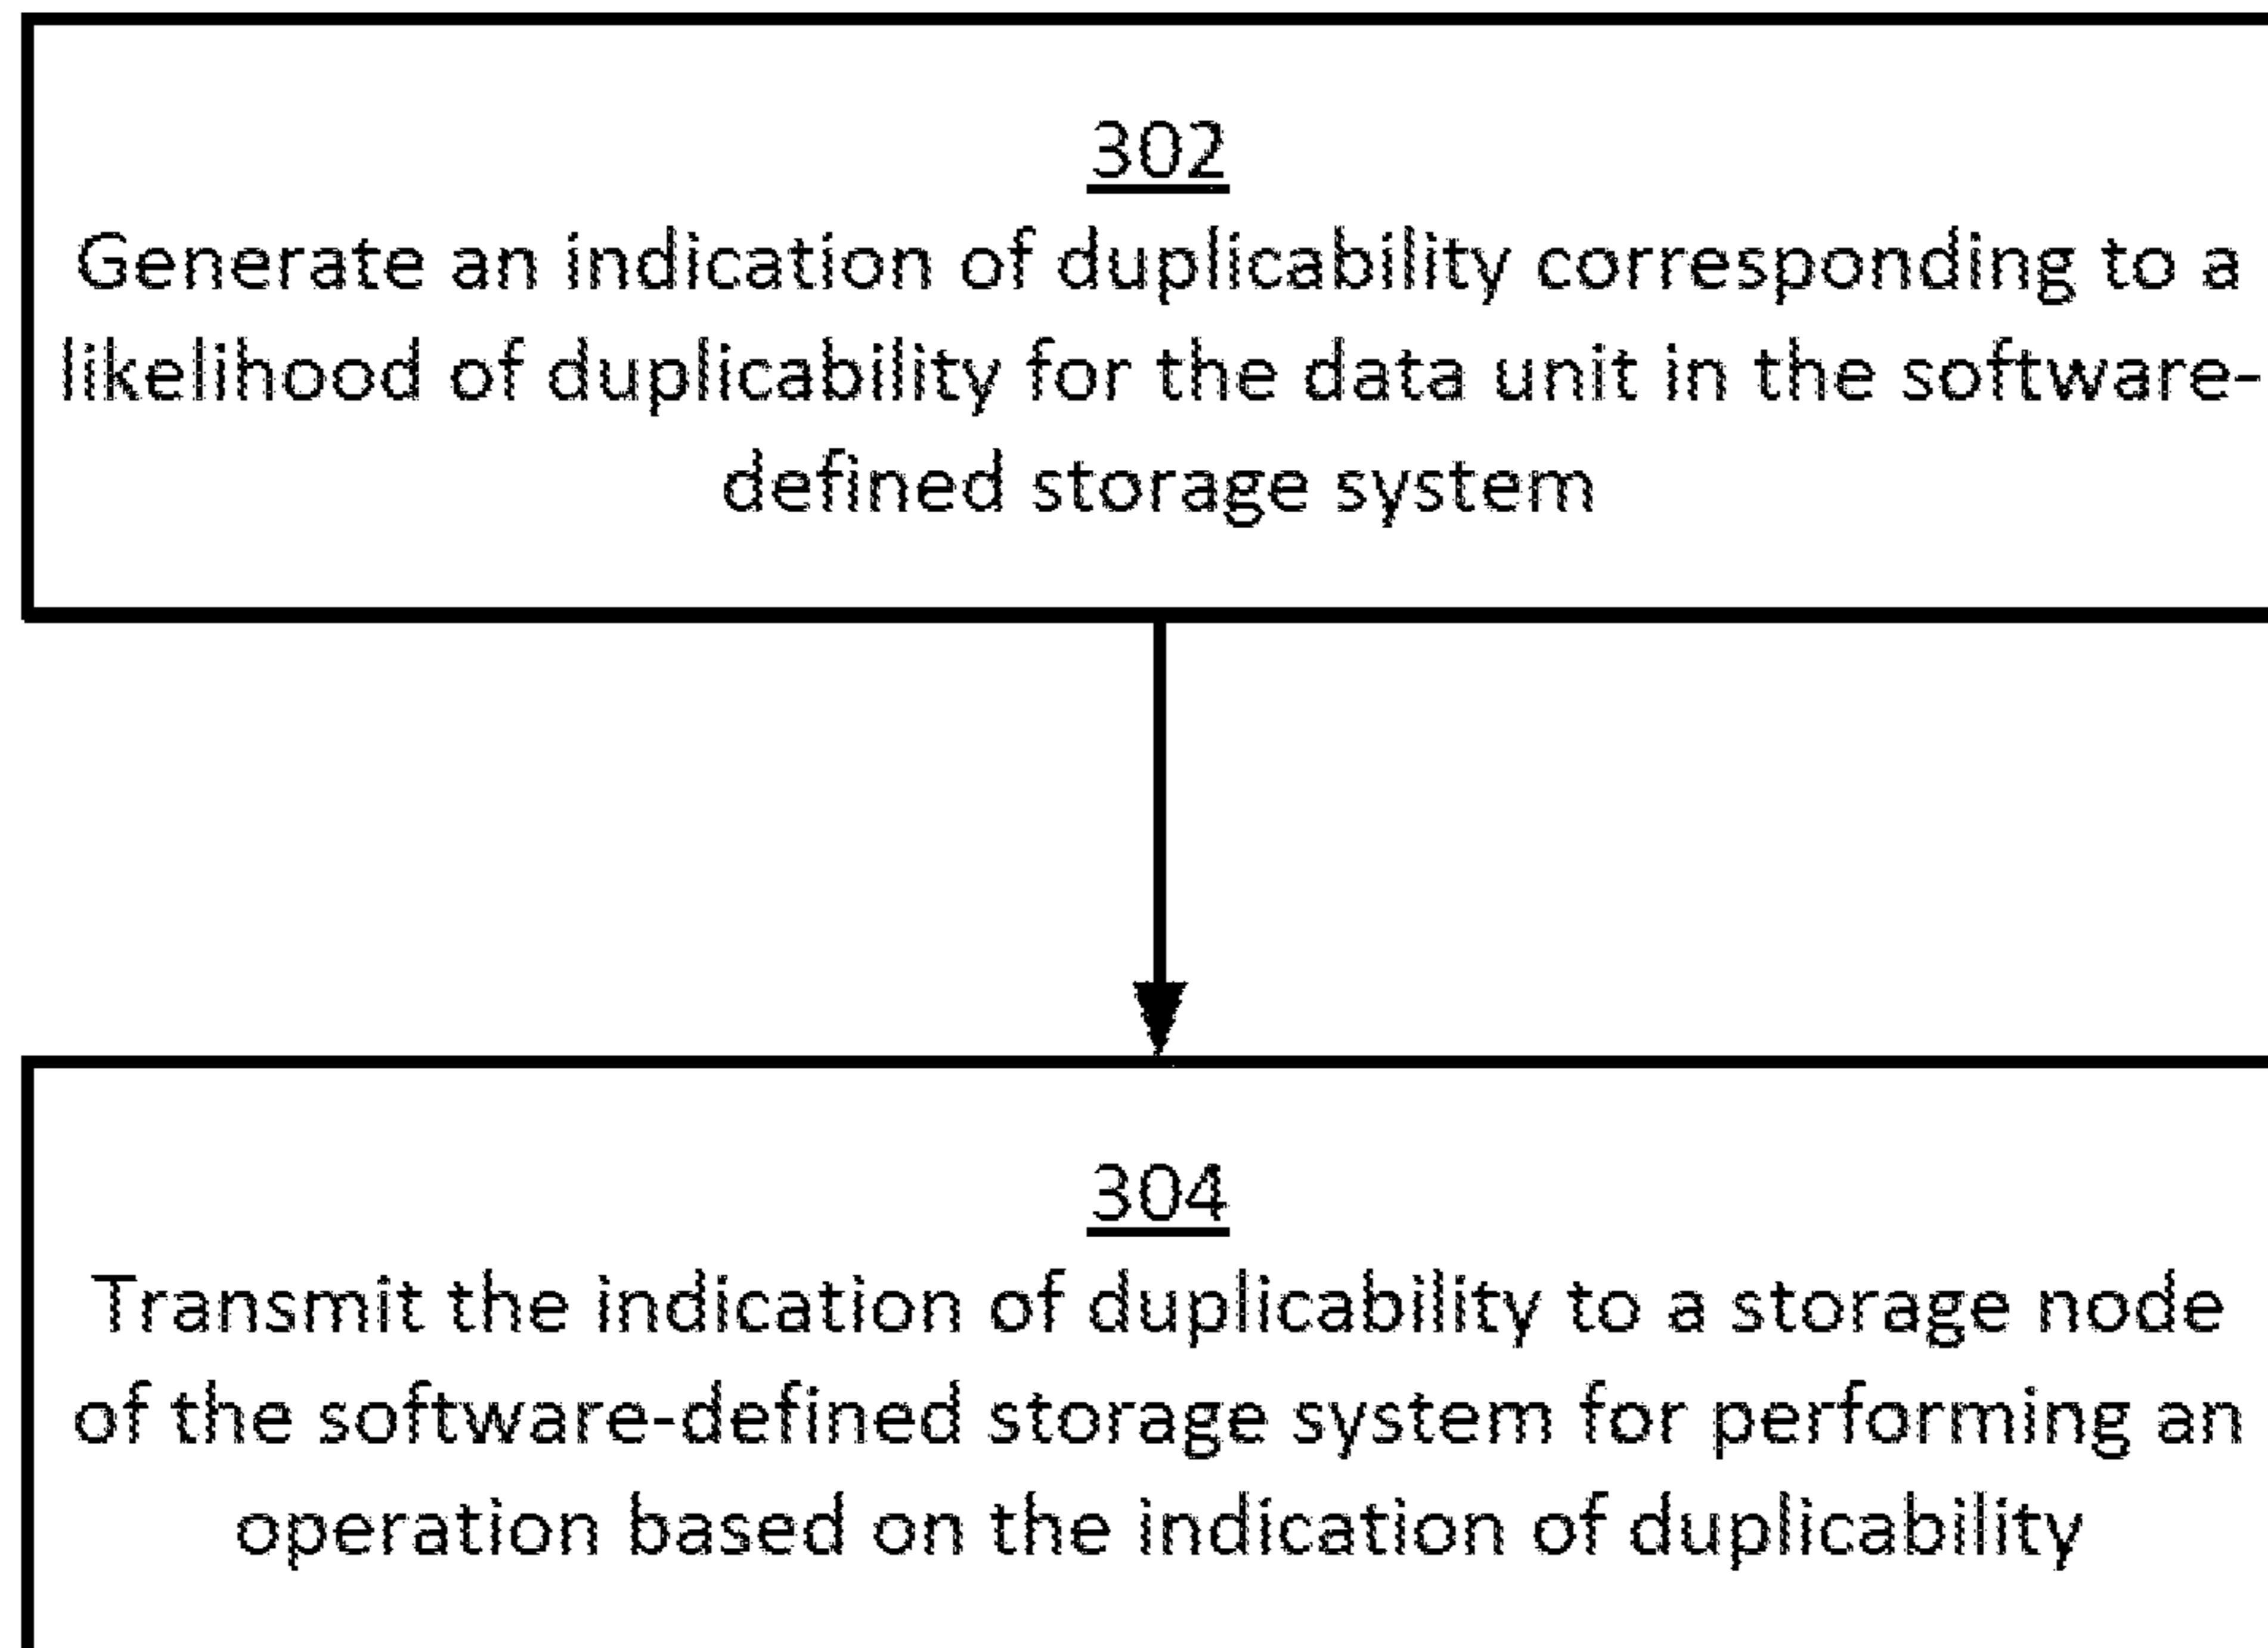 302
Generate an indication of duplicability corresponding to a
likelihood of duplicability for the data unit in the software-
defined storage system
304
Transmit the indication of duplicability to a storage node
of the software-defined storage system for performing an
operation based on the indication of duplicability